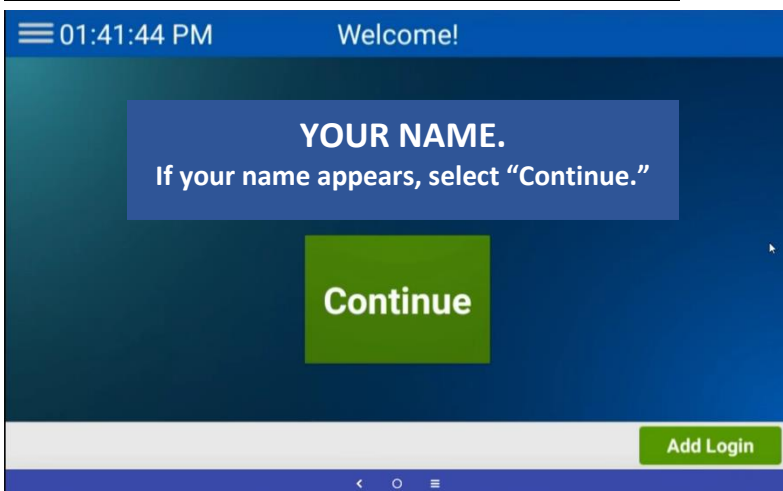 01:41:44 PM Welcome!
YOUR NAME.
If your name appears, select “Continue.”
Continue
Add Login